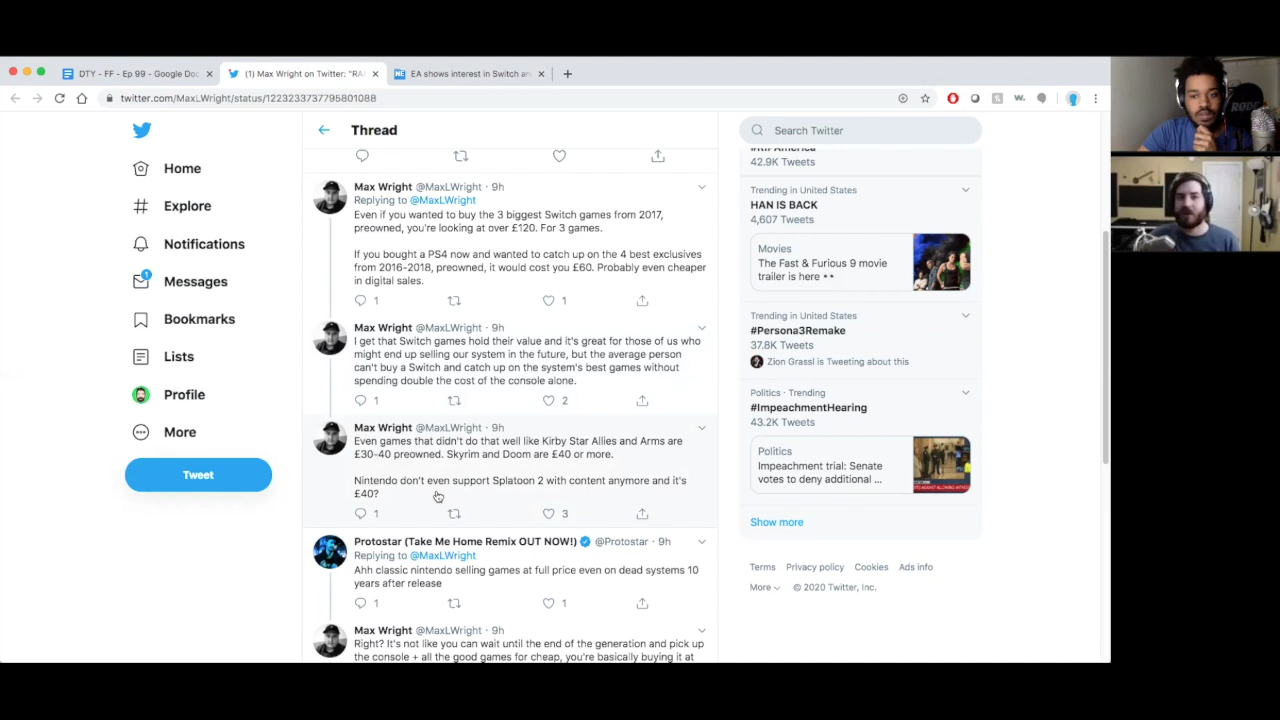 DTY - FF - Ep 99 - Google Doc
(1) Max Wright on Twitter: "RA
EA shows interest in Switch an
twitter.com/MaxLWright/status/1223233737795801088
Home
Explore
Notifications
1
Messages
Bookmarks
Lists
Profile
More
Tweet
Thread
Max Wright @MaxLWright · 9h
Replying to @MaxLWright
Even if you wanted to buy the 3 biggest Switch games from 2017,
preowned, you're looking at over £120. For 3 games.
If you bought a PS4 now and wanted to catch up on the 4 best exclusives
from 2016-2018, preowned, it would cost you £60. Probably even cheaper
in digital sales.
1 1
Max Wright @MaxLWright · 9h
I get that Switch games hold their value and it's great for those of us who
might end up selling our system in the future, but the average person
can't buy a Switch and catch up on the system's best games without
spending double the cost of the console alone.
1 2
Max Wright @MaxLWright · 9h
Even games that didn't do that well like Kirby Star Allies and Arms are
£30-40 preowned. Skyrim and Doom are £40 or more.
Nintendo don't even support Splatoon 2 with content anymore and it's
£40?
1 3
Protostar (Take Me Home Remix OUT NOW!) @Protostar · 9h
Replying to @MaxLWright
Ahh classic nintendo selling games at full price even on dead systems 10
years after release
1 1
Max Wright @MaxLWright · 9h
Right? It's not like you can wait until the end of the generation and pick up
the console + all the good games for cheap, you're basically buying it at
Search Twitter
42.9K Tweets
Trending in United States
HAN IS BACK
4,607 Tweets
Movies
The Fast & Furious 9 movie
trailer is here
Trending in United States
#Persona3Remake
37.8K Tweets
Zion Grassl is Tweeting about this
Politics · Trending
#ImpeachmentHearing
43.2K Tweets
Politics
Impeachment trial: Senate
votes to deny additional ...
Show more
Terms Privacy policy Cookies Ads info
More © 2020 Twitter, Inc.
RODE